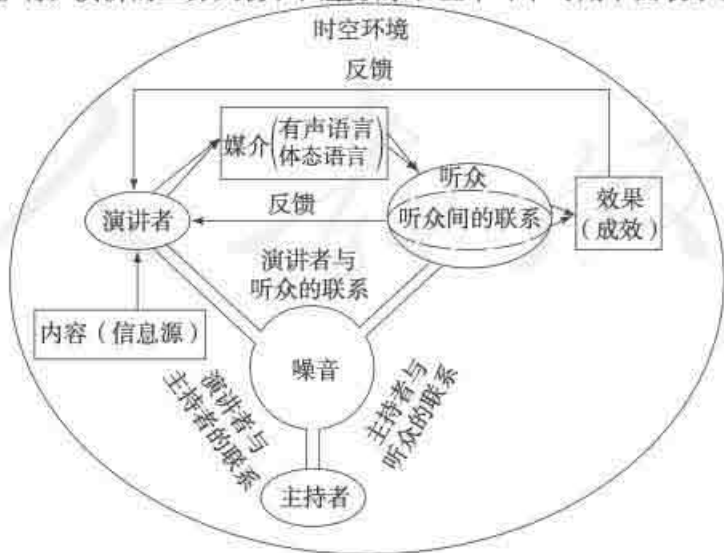 时空环境
反馈
媒介(有声语言
体态语言)
听众
演讲者
反馈
听众间的联系
效果
(成效)
演讲者与
听众的联系
内容(信息源)
噪音
演讲者与
主持者的联系
主持者与
听众的联系
主持者